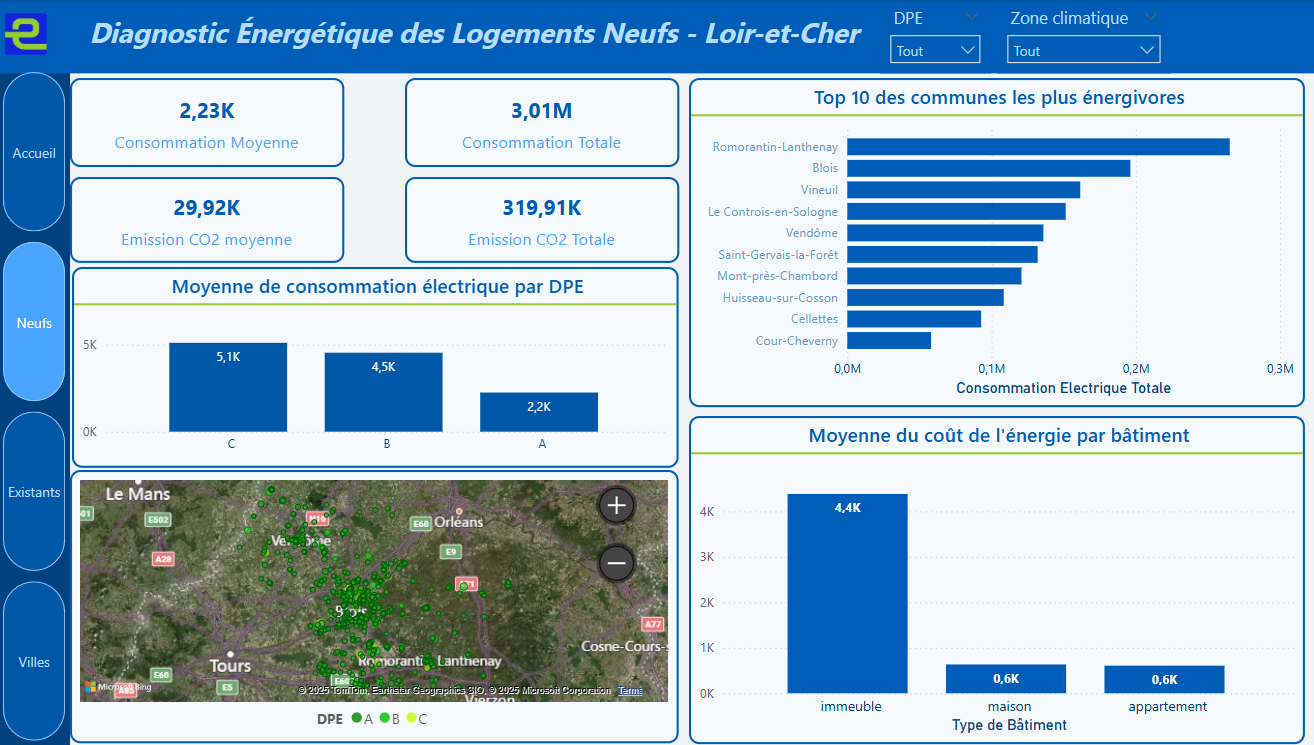 Diagnostic Énergétique des Logements Neufs - Loir-et-Cher
DPE
Tout
Zone climatique
Tout
Accueil
Neufs
Existants
Villes
2,23K
Consommation Moyenne
3,01M
Consommation Totale
29,92K
Emission CO2 moyenne
319,91K
Emission CO2 Totale
Moyenne de consommation électrique par DPE
5K
0K
5,1K
4,5K
2,2K
C
B
A
Le Mans
E502
A28
E60
Orléans
E9
A71
A77
Cosne-Cours-s
Tours
E60
E5
E60
Romorantin Lanthenay
Vierzon
Microsoft Bing
© 2025 TomTom, Earthstar Geographics SIO, © 2025 Microsoft Corporation Terms
DPE A B C
Top 10 des communes les plus énergivores
Romorantin-Lanthenay
Blois
Vineuil
Le Controis-en-Sologne
Vendôme
Saint-Gervais-la-Forêt
Mont-près-Chambord
Huisseau-sur-Cosson
Cellettes
Cour-Cheverny
0,0M
0,1M
0,2M
0,3M
Consommation Electrique Totale
Moyenne du coût de l'énergie par bâtiment
4K
3K
2K
1K
0K
4,4K
0,6K
0,6K
immeuble
maison
appartement
Type de Bâtiment